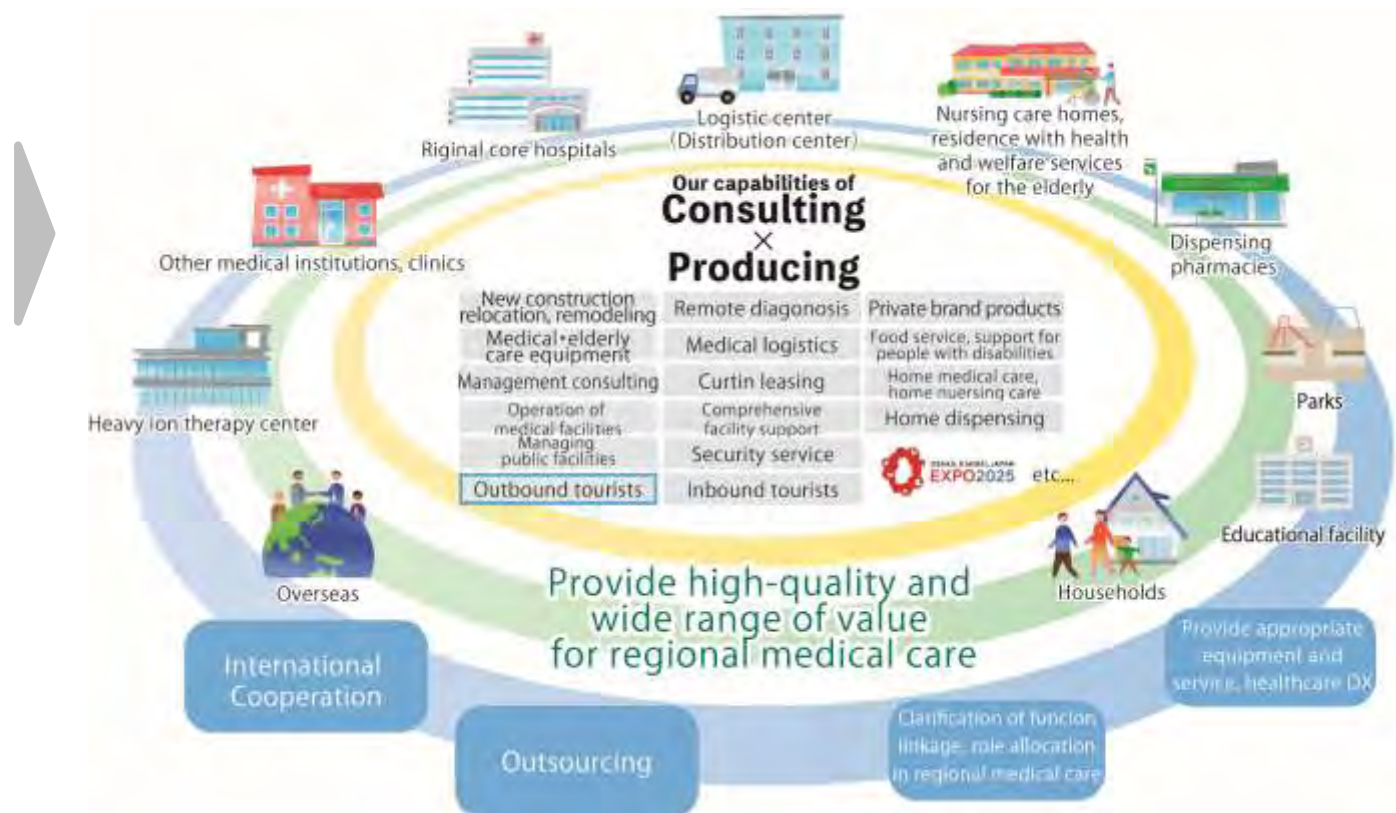 Riginal core hospitals
Logistic center
(Distribution center)
Nursing care homes,
residence with health
and welfare services
for the elderly
Other medical institutions, clinics
Dispensing
pharmacies
Heavy ion therapy center
Parks
Overseas
Educational facility
Households
Our capabilities of
Consulting
×
Producing
New construction
relocation, remodeling
Remote diagonosis
Private brand products
Medical・elderly
care equipment
Medical logistics
Food service, support for
people with disabilities
Management consulting
Curtin leasing
Home medical care,
home nuersing care
Operation of
medical facilities
Comprehensive
facility support
Home dispensing
Managing
public facilities
Security service
OSAKA, KANSAI, JAPAN
EXPO2025
etc...
Outbound tourists
Inbound tourists
Provide high-quality and
wide range of value
for regional medical care
International
Cooperation
Outsourcing
Clarification of funcion,
linkage, role allocation
in regional medical care
Provide appropriate
equipment and
service, healthcare DX